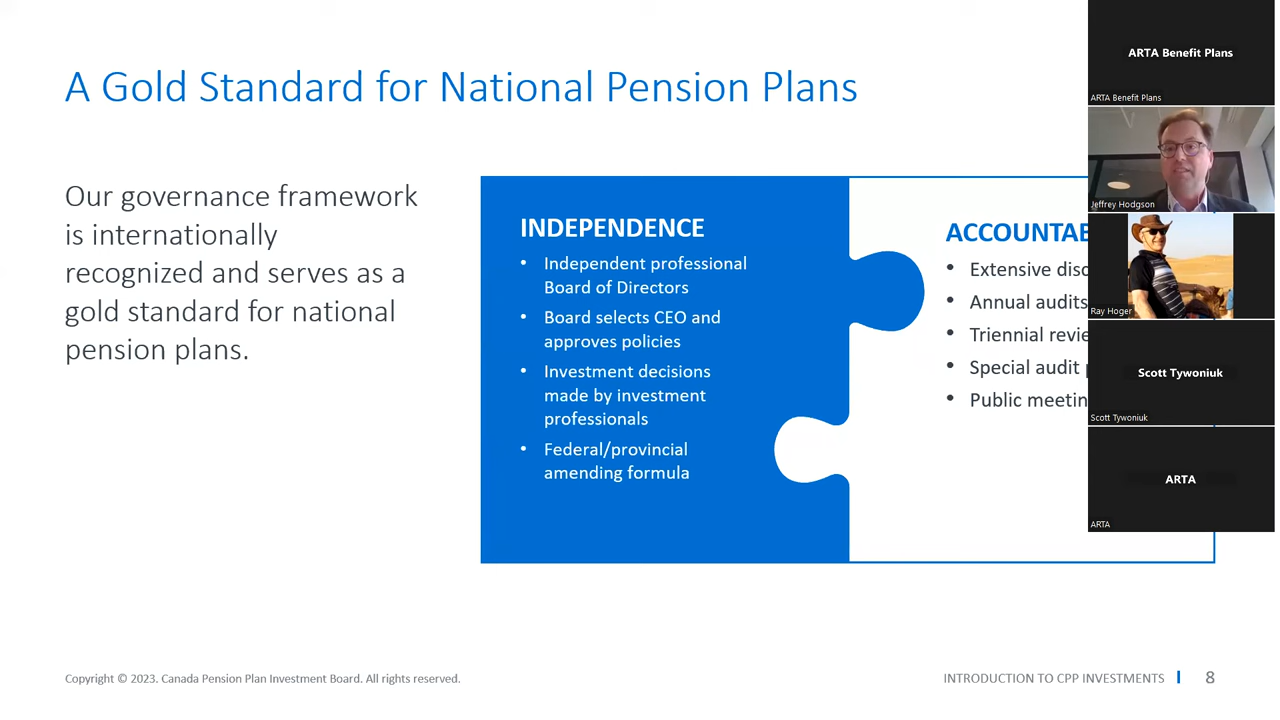 A Gold Standard for National Pension Plans
Our governance framework
is internationally
recognized and serves as a
gold standard for national
pension plans.
INDEPENDENCE
• Independent professional
Board of Directors
• Board selects CEO and
approves policies
• Investment decisions
made by investment
professionals
• Federal/provincial
amending formula
ACCOUNTAB
• Extensive disc
• Annual audits
• Triennial revie
• Special audit
• Public meetin
ARTA Benefit Plans
ARTA Benefit Plans
Jeffrey Hodgson
Ray Hoger
Scott Tywoniuk
Scott Tywoniuk
ARTA
ARTA
Copyright © 2023. Canada Pension Plan Investment Board. All rights reserved.
INTRODUCTION TO CPP INVESTMENTS | 8